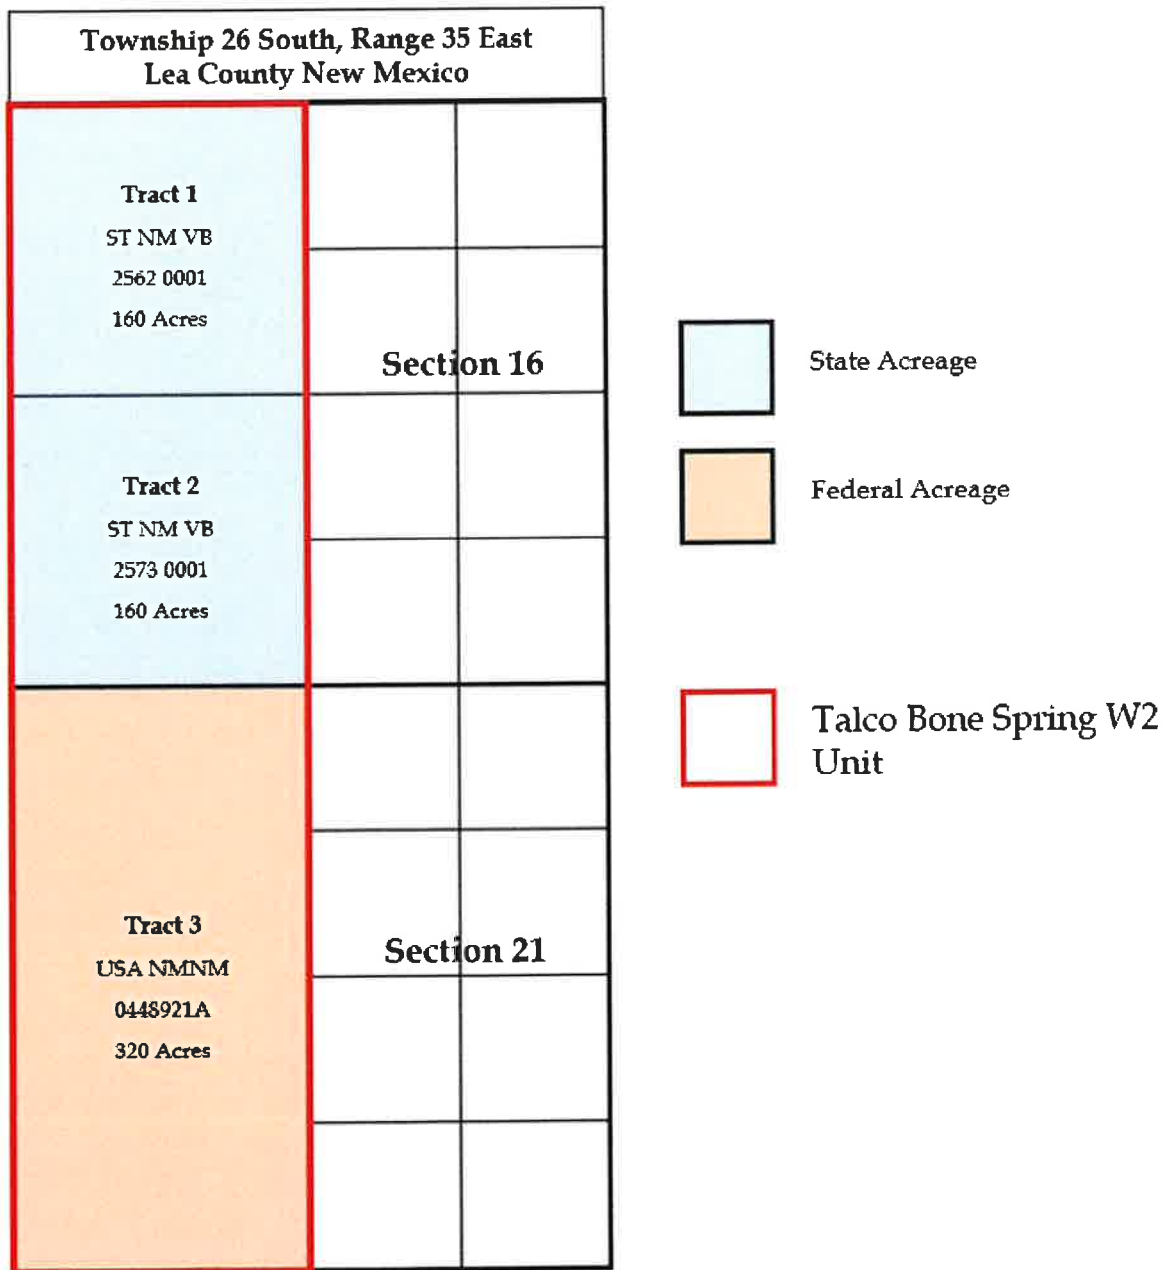 Township 26 South, Range 35 East
Lea County New Mexico
Tract 1
ST NM VB
2562 0001
160 Acres
Section 16
Tract 2
ST NM VB
2573 0001
160 Acres
Tract 3
USA NMNM
0448921A
320 Acres
Section 21
State Acreage
Federal Acreage
Talco Bone Spring W2
Unit